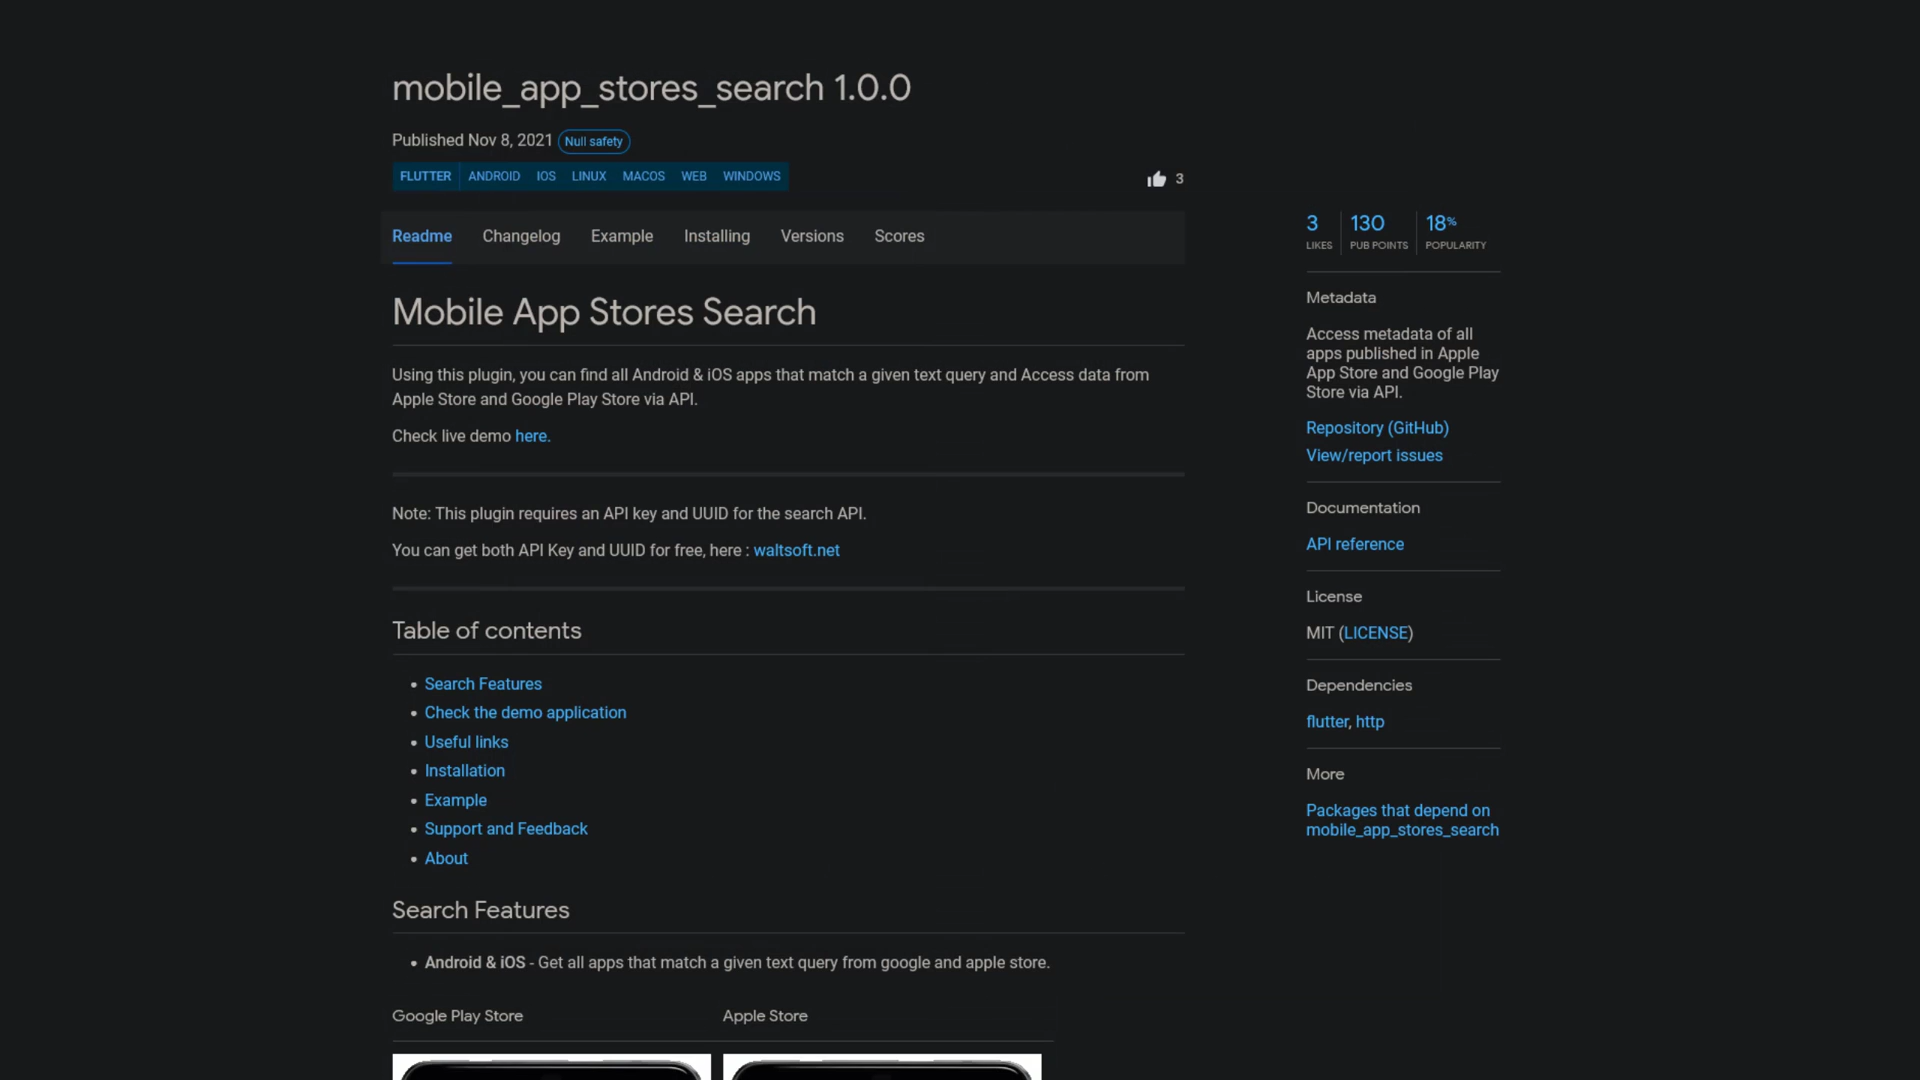 mobile_app_stores_search 1.0.0
Published Nov 8, 2021 Null safety
FLUTTER ANDROID IOS LINUX MACOS WEB WINDOWS
3
Readme Changelog Example Installing Versions Scores
Mobile App Stores Search
Using this plugin, you can find all Android & iOS apps that match a given text query and Access data from
Apple Store and Google Play Store via API.
Check live demo here.
Note: This plugin requires an API key and UUID for the search API.
You can get both API Key and UUID for free, here : waltsoft.net
Table of contents
• Search Features
• Check the demo application
• Useful links
• Installation
• Example
• Support and Feedback
• About
Search Features
• Android & iOS - Get all apps that match a given text query from google and apple store.
Google Play Store Apple Store
3 130 18%
LIKES PUB POINTS POPULARITY
Metadata
Access metadata of all
apps published in Apple
App Store and Google Play
Store via API.
Repository (GitHub)
View/report issues
Documentation
API reference
License
MIT (LICENSE)
Dependencies
flutter, http
More
Packages that depend on
mobile_app_stores_search